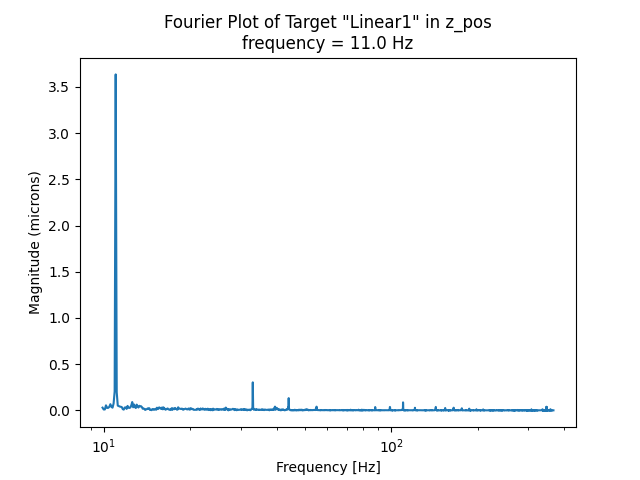 Fourier Plot of Target "Linear1" in z_pos
frequency = 11.0 Hz
3.5
3.0
2.5
2.0
1.5
1.0
0.5
0.0
Magnitude (microns)
10¹
10²
Frequency [Hz]